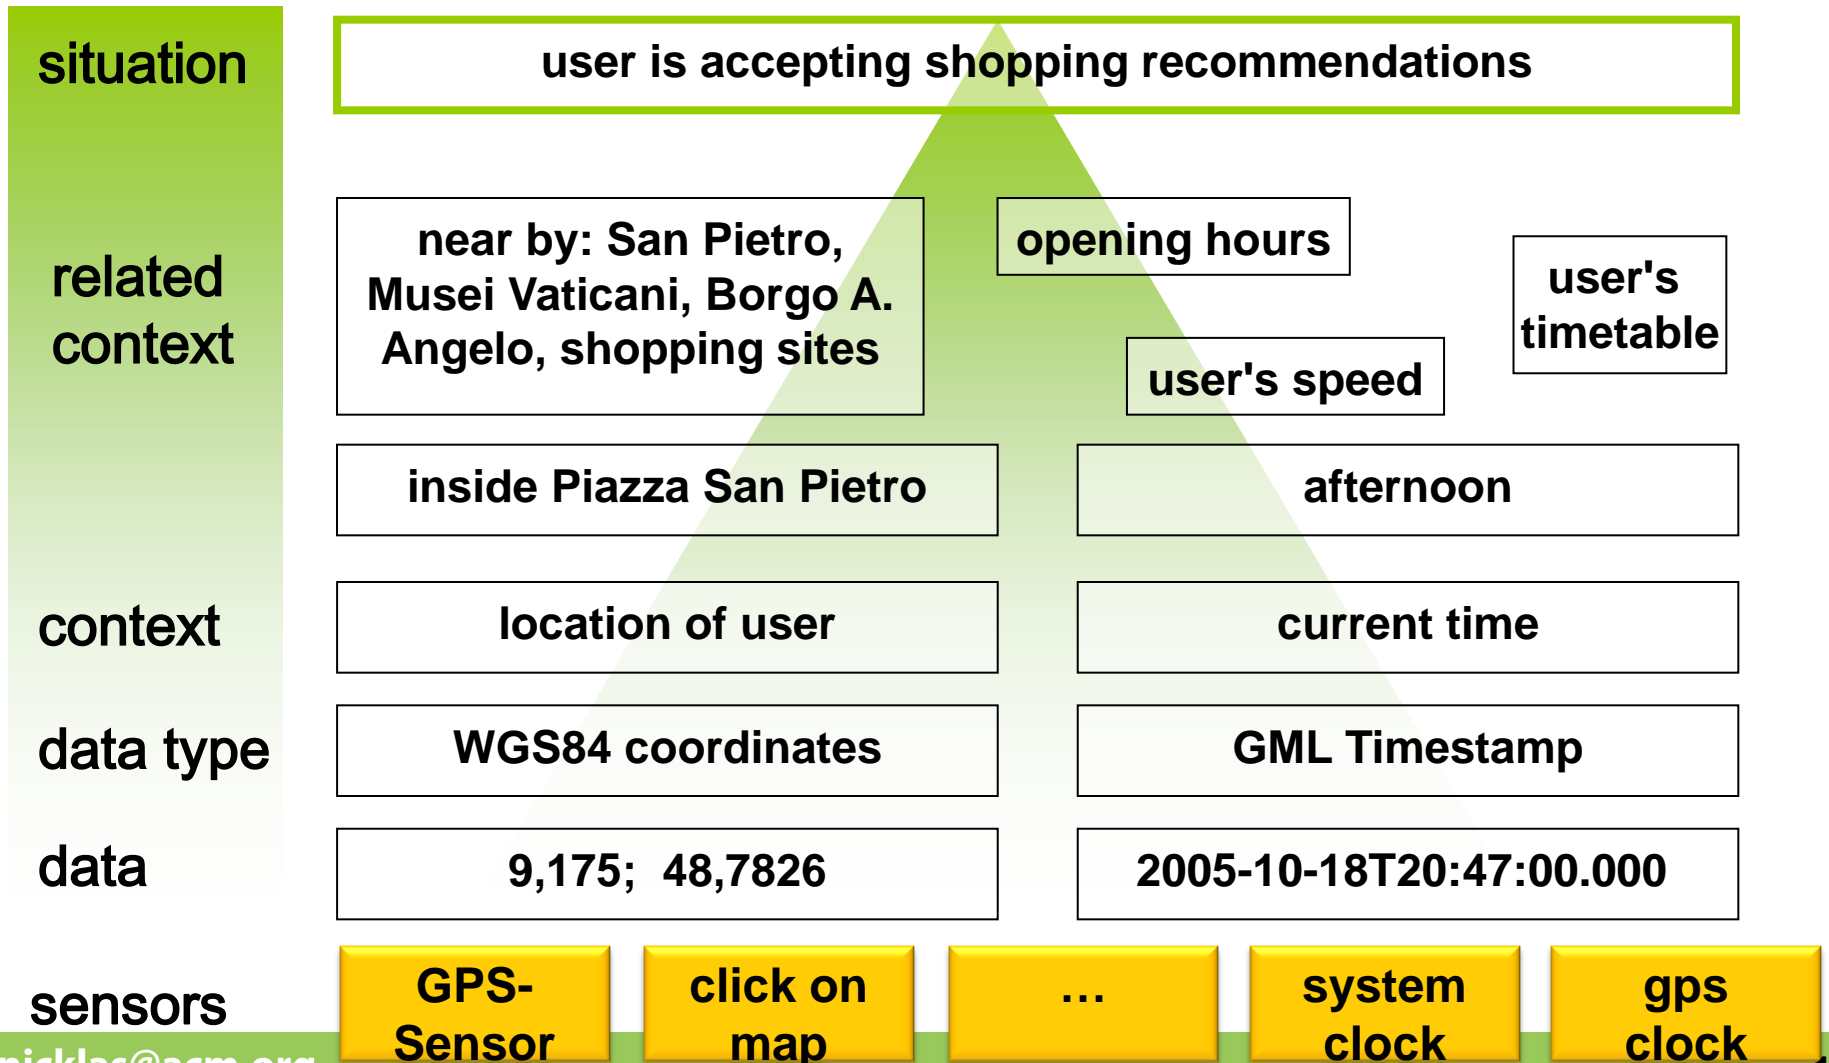 situation
user is accepting shopping recommendations
related
context
near by: San Pietro,
Musei Vaticani, Borgo A.
Angelo, shopping sites
opening hours
user's speed
user's
timetable
inside Piazza San Pietro
afternoon
context
location of user
current time
data type
WGS84 coordinates
GML Timestamp
data
9,175; 48,7826
2005-10-18T20:47:00.000
sensors
GPS-
Sensor
click on
map
…
system
clock
gps
clock
nicklas@acm.org